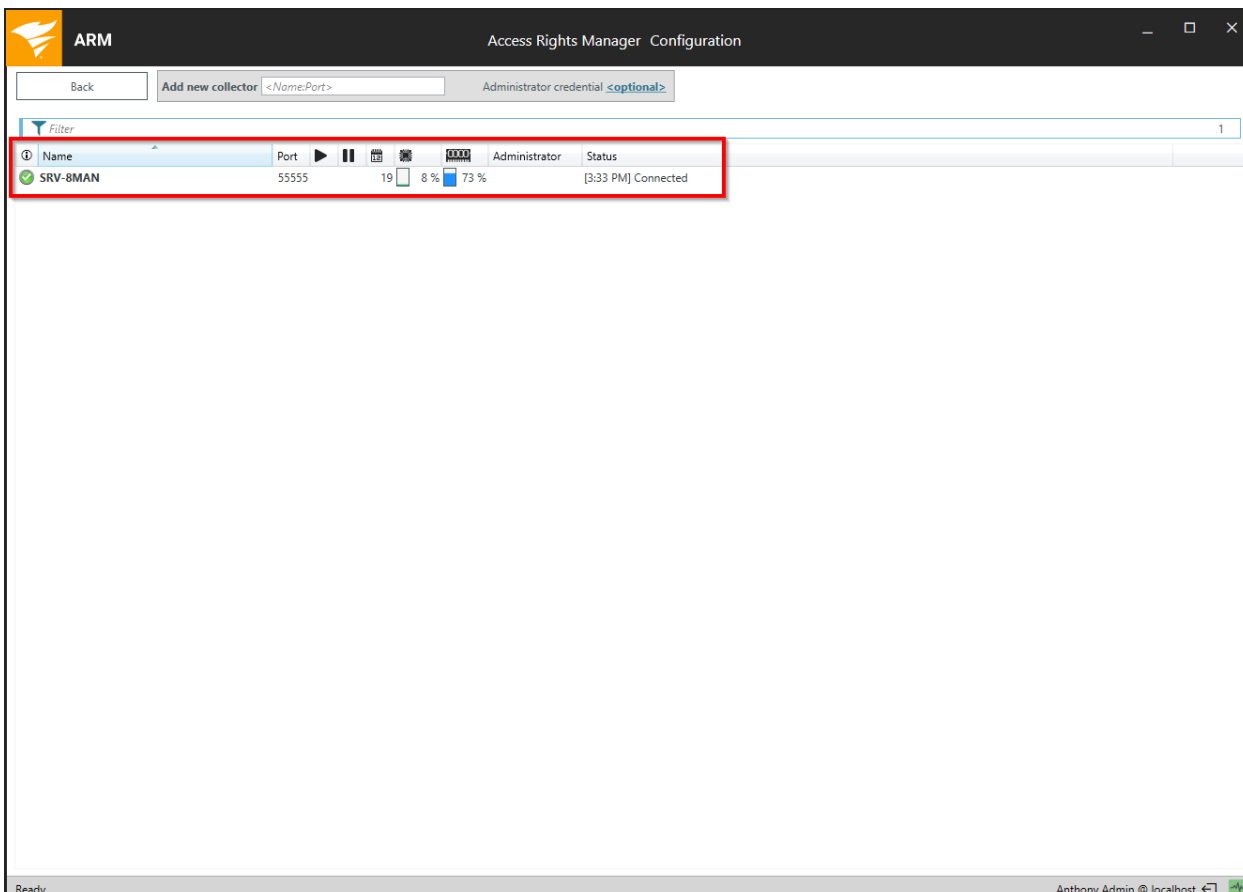 ARM
Access Rights Manager Configuration
Back
Add new collector <Name:Port>
Administrator credential <optional>
Filter
1
Name Port 12 Administrator Status
SRV-8MAN 55555 19 8 % 73 % [3:33 PM] Connected
Ready
Anthony Admin @ localhost